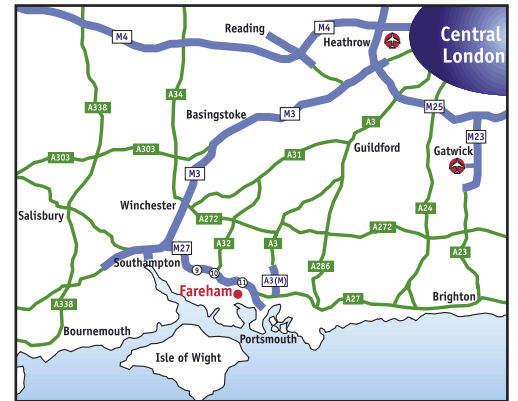 Reading
M4
M4
Heathrow
Central
London
A338
A34
Basingstoke
M3
M25
A3
M23
A303
A303
A31
Guildford
Gatwick
M3
Winchester
Salisbury
A272
A24
A272
M27
A32
A3
A23
Southampton
9
10
11
A3(M)
A286
Fareham
A27
Brighton
A338
Bournemouth
Portsmouth
Isle of Wight